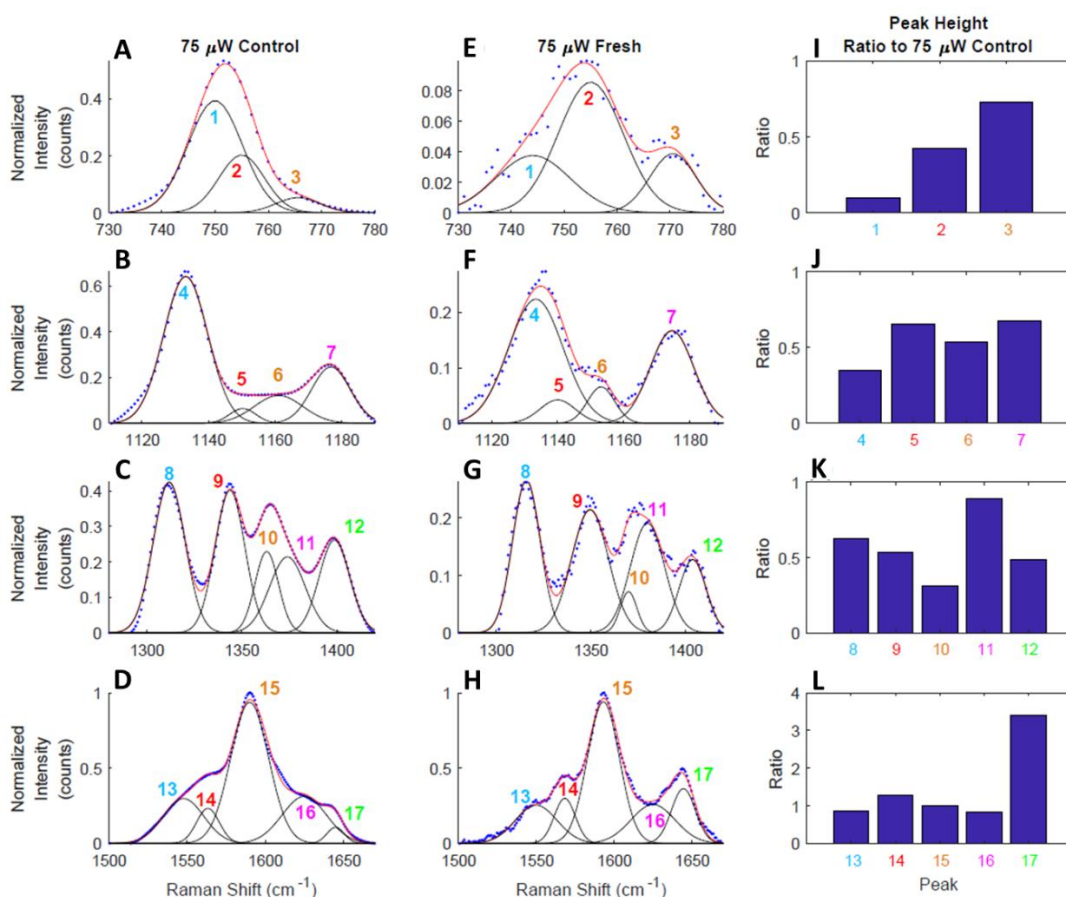 A
75 µW Control
E
75 µW Fresh
I
Peak Height
Ratio to 75 µW Control
Normalized
Intensity
(counts)
0.4
0.2
0
1
2
3
730 740 750 760 770 780
0.08
0.06
0.04
0.02
0
1
2
3
730 740 750 760 770 780
Ratio
1
0.5
0
1 2 3
B
Normalized
Intensity
(counts)
0.6
0.4
0.2
0
4
5
6
7
1120 1140 1160 1180
F
0.2
0.1
0
4
5
6
7
1120 1140 1160 1180
J
Ratio
1
0.5
0
4 5 6 7
C
Normalized
Intensity
(counts)
0.4
0.3
0.2
0.1
0
8
9
10
11
12
1300 1350 1400
G
0.2
0.1
0
8
9
10
11
12
1300 1350 1400
K
Ratio
1
0.5
0
8 9 10 11 12
D
Normalized
Intensity
(counts)
1
0.5
0
13
14
15
16
17
1500 1550 1600 1650
Raman Shift (cm⁻¹)
H
1
0.5
0
13
14
15
16
17
1500 1550 1600 1650
Raman Shift (cm⁻¹)
L
Ratio
4
3
2
1
0
13 14 15 16 17
Peak